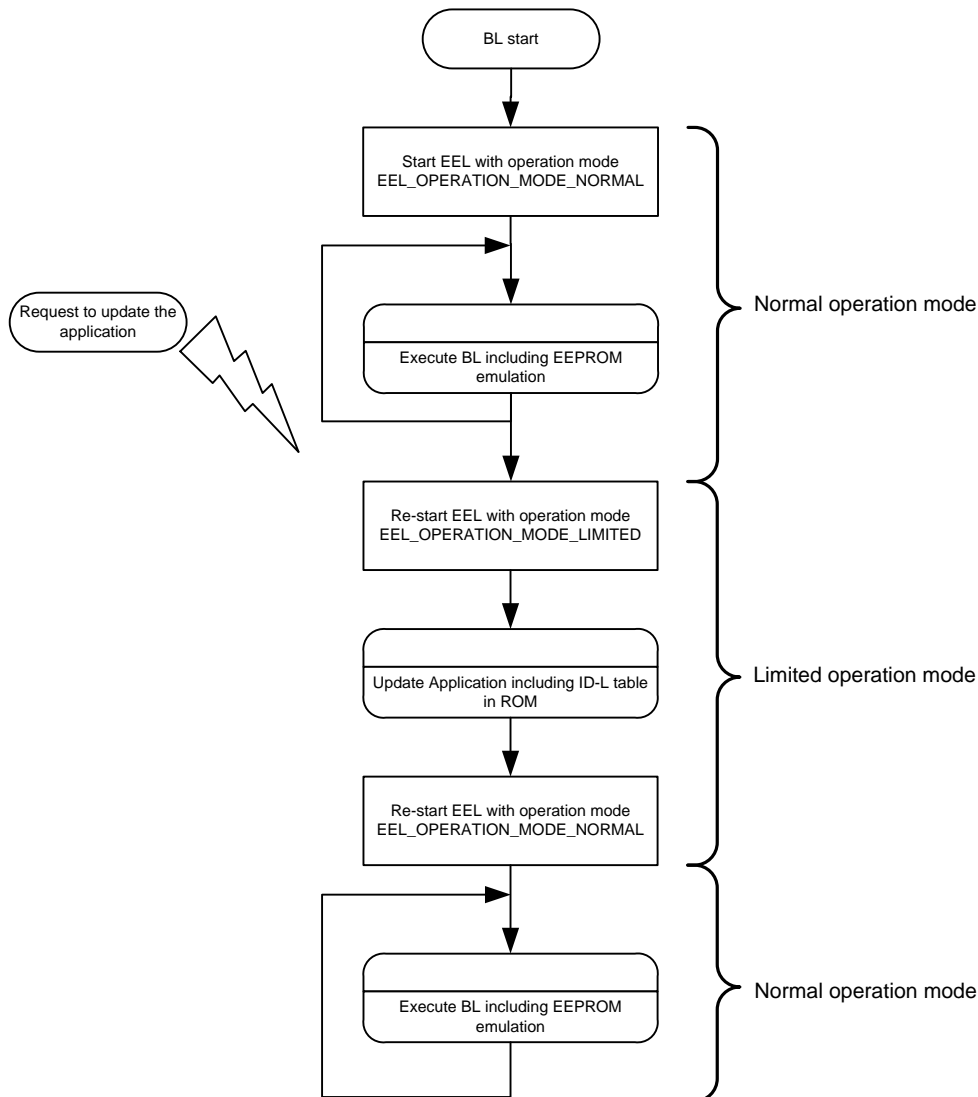 BL start
Start EEL with operation mode
EEL_OPERATION_MODE_NORMAL
Normal operation mode
Request to update the
application
Execute BL including EEPROM
emulation
Re-start EEL with operation mode
EEL_OPERATION_MODE_LIMITED
Update Application including ID-L table
in ROM
Limited operation mode
Re-start EEL with operation mode
EEL_OPERATION_MODE_NORMAL
Execute BL including EEPROM
emulation
Normal operation mode